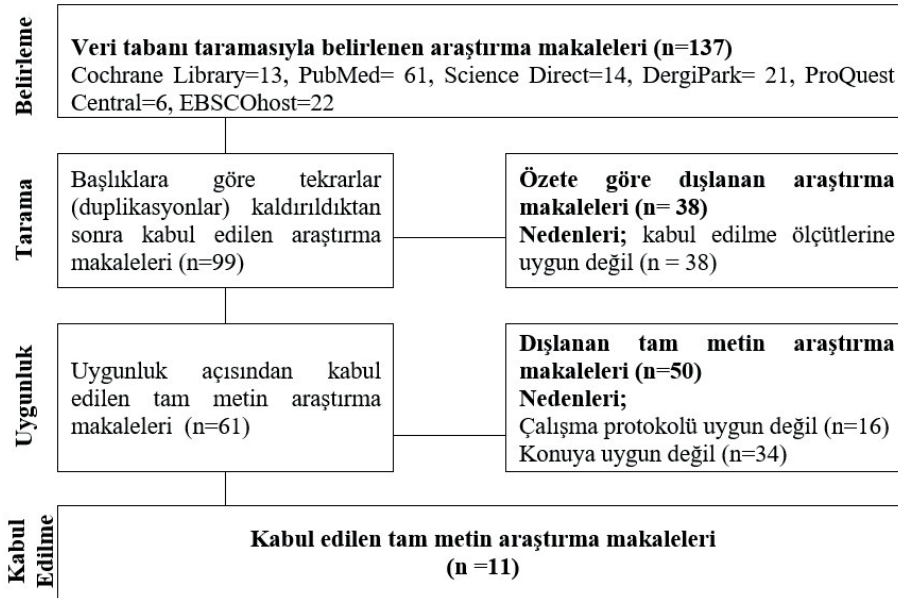 Belirleme
Veri tabanı taramasıyla belirlenen araştırma makaleleri (n=137)
Cochrane Library=13, PubMed= 61, Science Direct=14, DergiPark= 21, ProQuest
Central=6, EBSCOhost=22
Tarama
Başlıklara göre tekrarlar
(duplikasyonlar) kaldırıldıktan
sonra kabul edilen araştırma
makaleleri (n=99)
Özete göre dışlanan araştırma
makaleleri (n= 38)
Nedenleri; kabul edilme ölçütlerine
uygun değil (n = 38)
Uygunluk
Uygunluk açısından kabul
edilen tam metin araştırma
makaleleri (n=61)
Dışlanan tam metin araştırma
makaleleri (n=50)
Nedenleri;
Çalışma protokolü uygun değil (n=16)
Konuya uygun değil (n=34)
Kabul
Edilme
Kabul edilen tam metin araştırma makaleleri
(n =11)